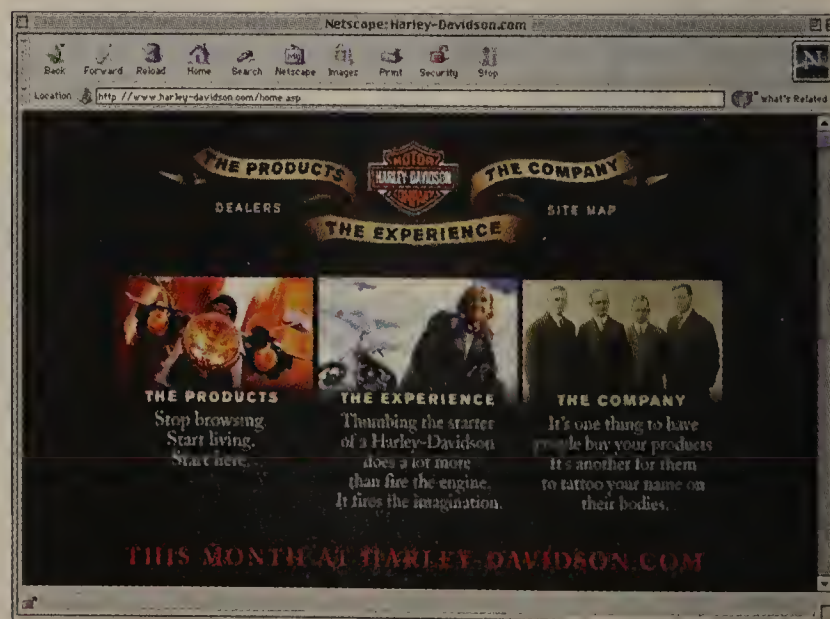 Netscape: Harley-Davidson.com
Back Forward Reload Home Search Netscape Images Print Security Stop
My
N
Location http://www.harley-davidson.com/home.asp What's Related
THE PRODUCTS
MOTOR
HARLEY-DAVIDSON
COMPANY
THE COMPANY
DEALERS
SITE MAP
THE EXPERIENCE
THE PRODUCTS
Stop browsing.
Start living.
Start here.
THE EXPERIENCE
Thumbing the starter
of a Harley-Davidson
does a lot more
than fire the engine.
It fires the imagination.
THE COMPANY
It's one thing to have
people buy your products
It's another for them
to tattoo your name on
their bodies.
THIS MONTH AT HARLEY-DAVIDSON.COM